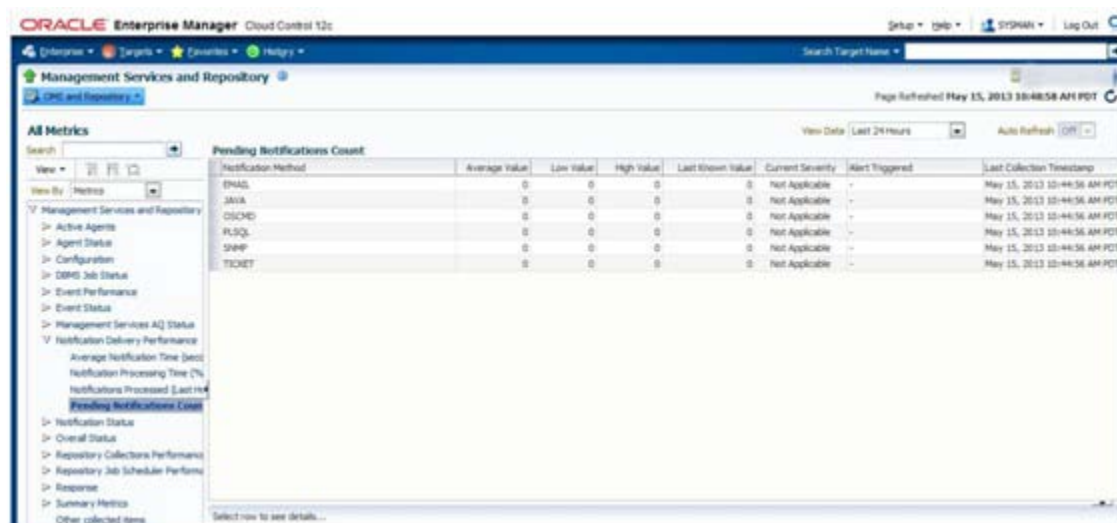 ORACLE Enterprise Manager Cloud Control 12c
Setup Help SYSMAN Log Out
Enterprise Targets Favorites History
Search Target Name
Management Services and Repository
OMS and Repository
Page Refreshed May 15, 2013 10:48:58 AM PDT
All Metrics
View Data Last 24 Hours Auto Refresh Off
Search
Pending Notifications Count
View
Notification Method Average Value Low Value High Value Last Known Value Current Severity Alert Triggered Last Collection Timestamp
View By Metrics
EMAIL 0 0 0 0 Not Applicable - May 15, 2013 10:44:56 AM PDT
JAVA 0 0 0 0 Not Applicable - May 15, 2013 10:44:56 AM PDT
OSCMD 0 0 0 0 Not Applicable - May 15, 2013 10:44:56 AM PDT
PLSQL 0 0 0 0 Not Applicable - May 15, 2013 10:44:56 AM PDT
SNMP 0 0 0 0 Not Applicable - May 15, 2013 10:44:56 AM PDT
TICKET 0 0 0 0 Not Applicable - May 15, 2013 10:44:56 AM PDT
Management Services and Repository
Active Agents
Agent Status
Configuration
DBMS Job Status
Event Performance
Event Status
Management Services AQ Status
Notification Delivery Performance
Average Notification Time (seco
Notification Processing Time (%
Notifications Processed (Last Ho
Pending Notifications Coun
Notification Status
Overall Status
Repository Collections Performanc
Repository Job Scheduler Performa
Response
Summary Metrics
Other collected items
Select row to see details...